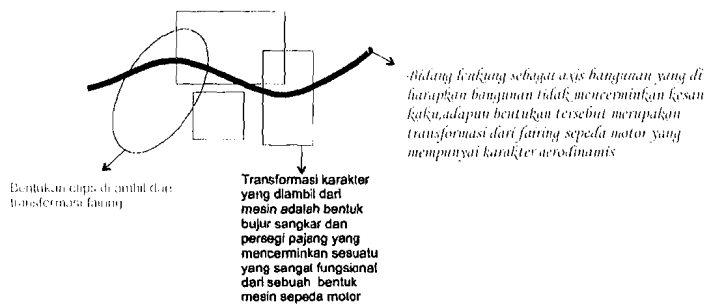 Bidang lenkung sebagai axis bangunan yang di
harapkan bangunan tidak mencerminkan kesan
kaku,adapun bentukan tersebut merupakan
transformasi dari fairing sepeda motor yang
mempunyai karakter aerodinamis
Bentukan elips di ambil dari
transformasi fairing
Transformasi karakter
yang diambil dari
mesin adalah bentuk
bujur sangkar dan
persegi pajang yang
mencerminkan sesuatu
yang sangat fungsional
dari sebuah bentuk
mesin sepeda motor